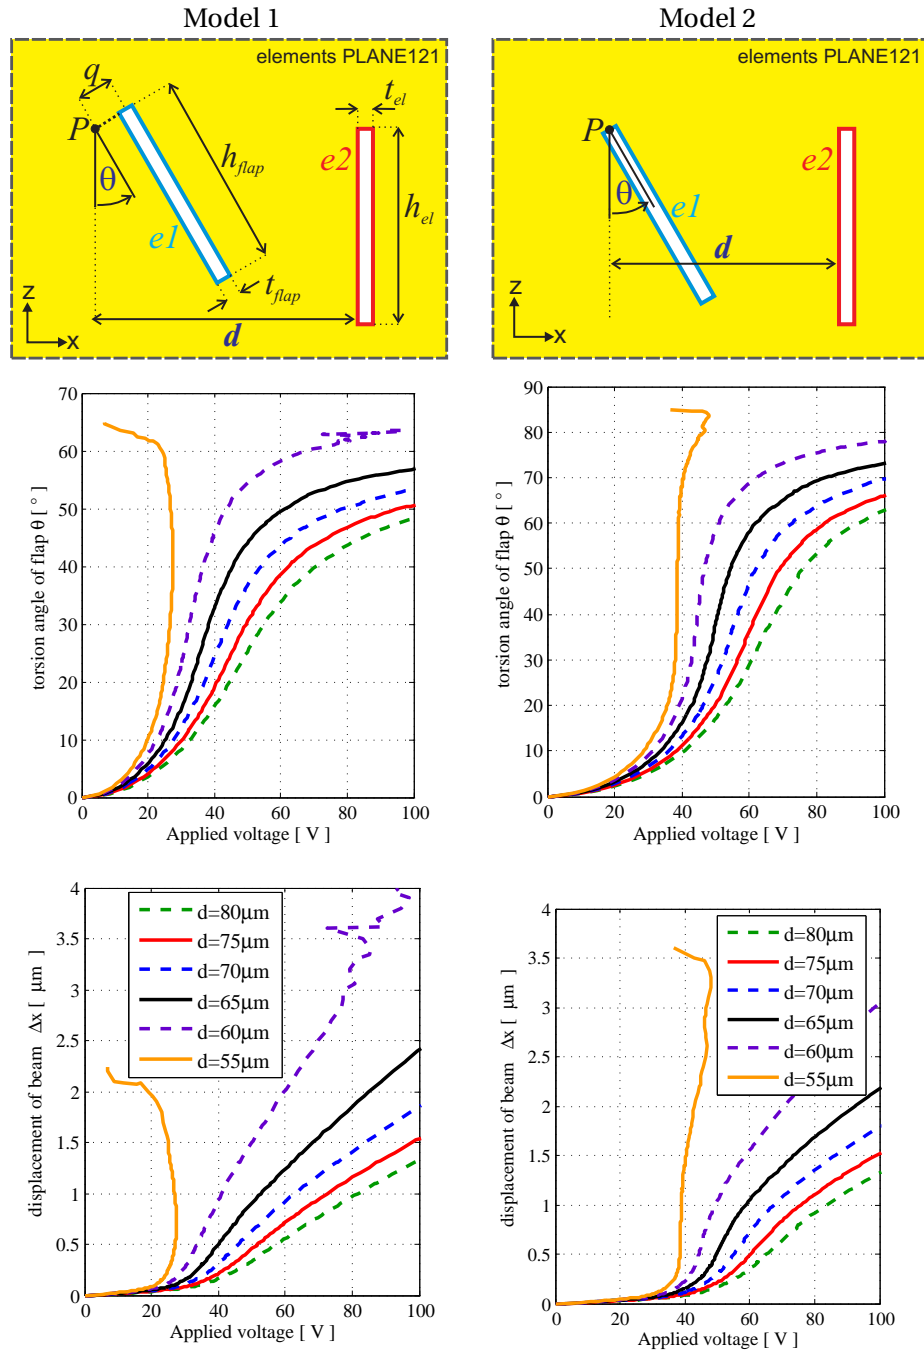 Model 1
Model 2
elements PLANE121
q
P
θ
h_flap
t_el
e2
h_el
e1
t_flap
d
z
x
elements PLANE121
P
θ
e1
e2
d
z
x
70
60
50
40
30
20
10
0
0 20 40 60 80 100
torsion angle of flap θ [ ° ]
Applied voltage [ V ]
90
80
70
60
50
40
30
20
10
0
0 20 40 60 80 100
torsion angle of flap θ [ ° ]
Applied voltage [ V ]
4
3.5
3
2.5
2
1.5
1
0.5
0
0 20 40 60 80 100
displacement of beam Δx [ μm ]
Applied voltage [ V ]
d=80μm
d=75μm
d=70μm
d=65μm
d=60μm
d=55μm
4
3.5
3
2.5
2
1.5
1
0.5
0
0 20 40 60 80 100
displacement of beam Δx [ μm ]
Applied voltage [ V ]
d=80μm
d=75μm
d=70μm
d=65μm
d=60μm
d=55μm